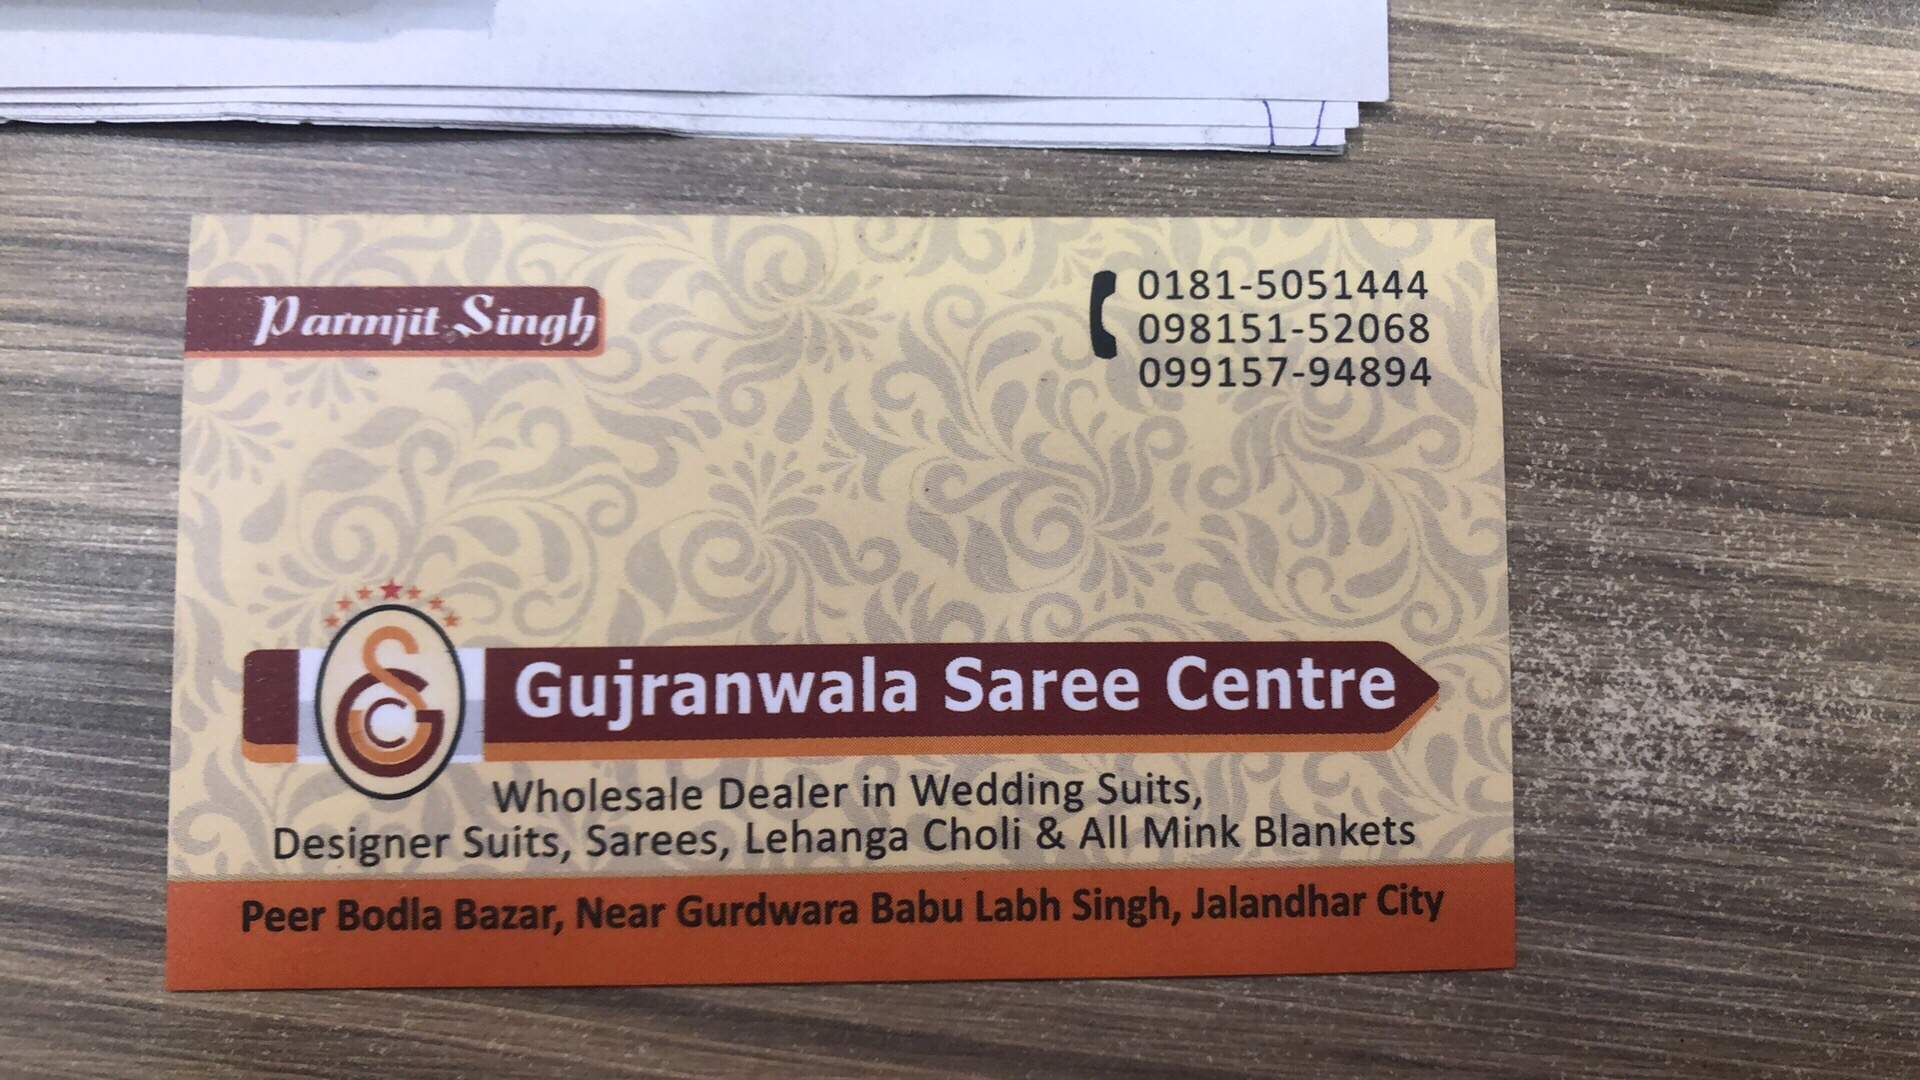 Parmjit Singh
0181-5051444
098151-52068
099157-94894
GSC
Gujranwala Saree Centre
Wholesale Dealer in Wedding Suits,
Designer Suits, Sarees, Lehanga Choli & All Mink Blankets
Peer Bodla Bazar, Near Gurdwara Babu Labh Singh, Jalandhar City